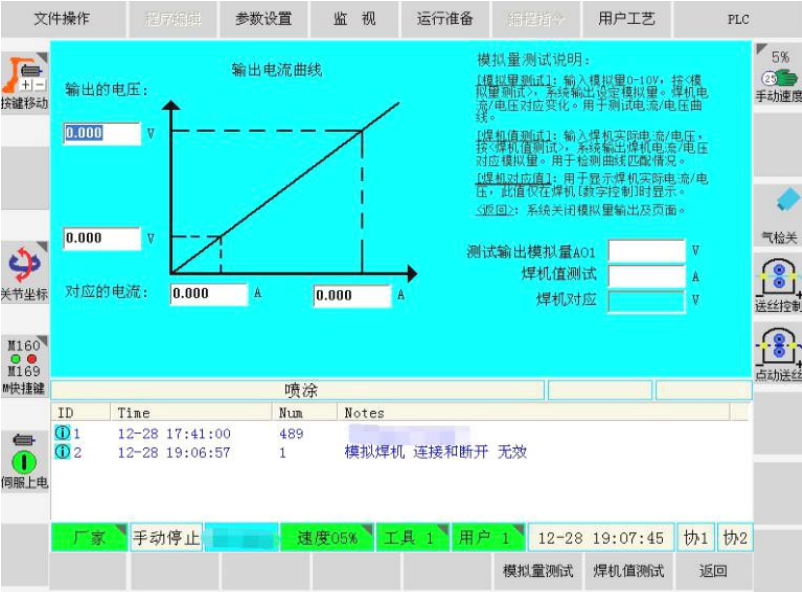 文件操作
程序编辑
参数设置
监 视
运行准备
编程指令
用户工艺
PLC
按键移动
关节坐标
M160
M169
M快捷键
伺服上电
输出电流曲线
输出的电压:
0.000 V
0.000 V
对应的电流: 0.000 A 0.000 A
模拟量测试说明:
[模拟量测试]: 输入模拟量0-10V, 按<模
拟量测试>, 系统输出设定模拟量。焊机电
流/电压对应变化。用于测试电流/电压曲
线。
[焊机值测试]: 输入焊机实际电流/电压,
按<焊机值测试>, 系统输出焊机电流/电压
对应模拟量。用于检测曲线匹配情况。
[焊机对应值]: 用于显示焊机实际电流/电
压, 此值仅在焊机[数字控制]时显示。
<返回>: 系统关闭模拟量输出及页面。
测试输出模拟量AO1 V
焊机值测试 A
焊机对应 V
5%
手动速度
气检关
送丝控制
点动送丝
喷涂
ID Time Num Notes
1 12-28 17:41:00 489
2 12-28 19:06:57 1 模拟焊机 连接和断开 无效
厂家 手动停止 速度05% 工具 1 用户 1 12-28 19:07:45 协1 协2
模拟量测试 焊机值测试 返回